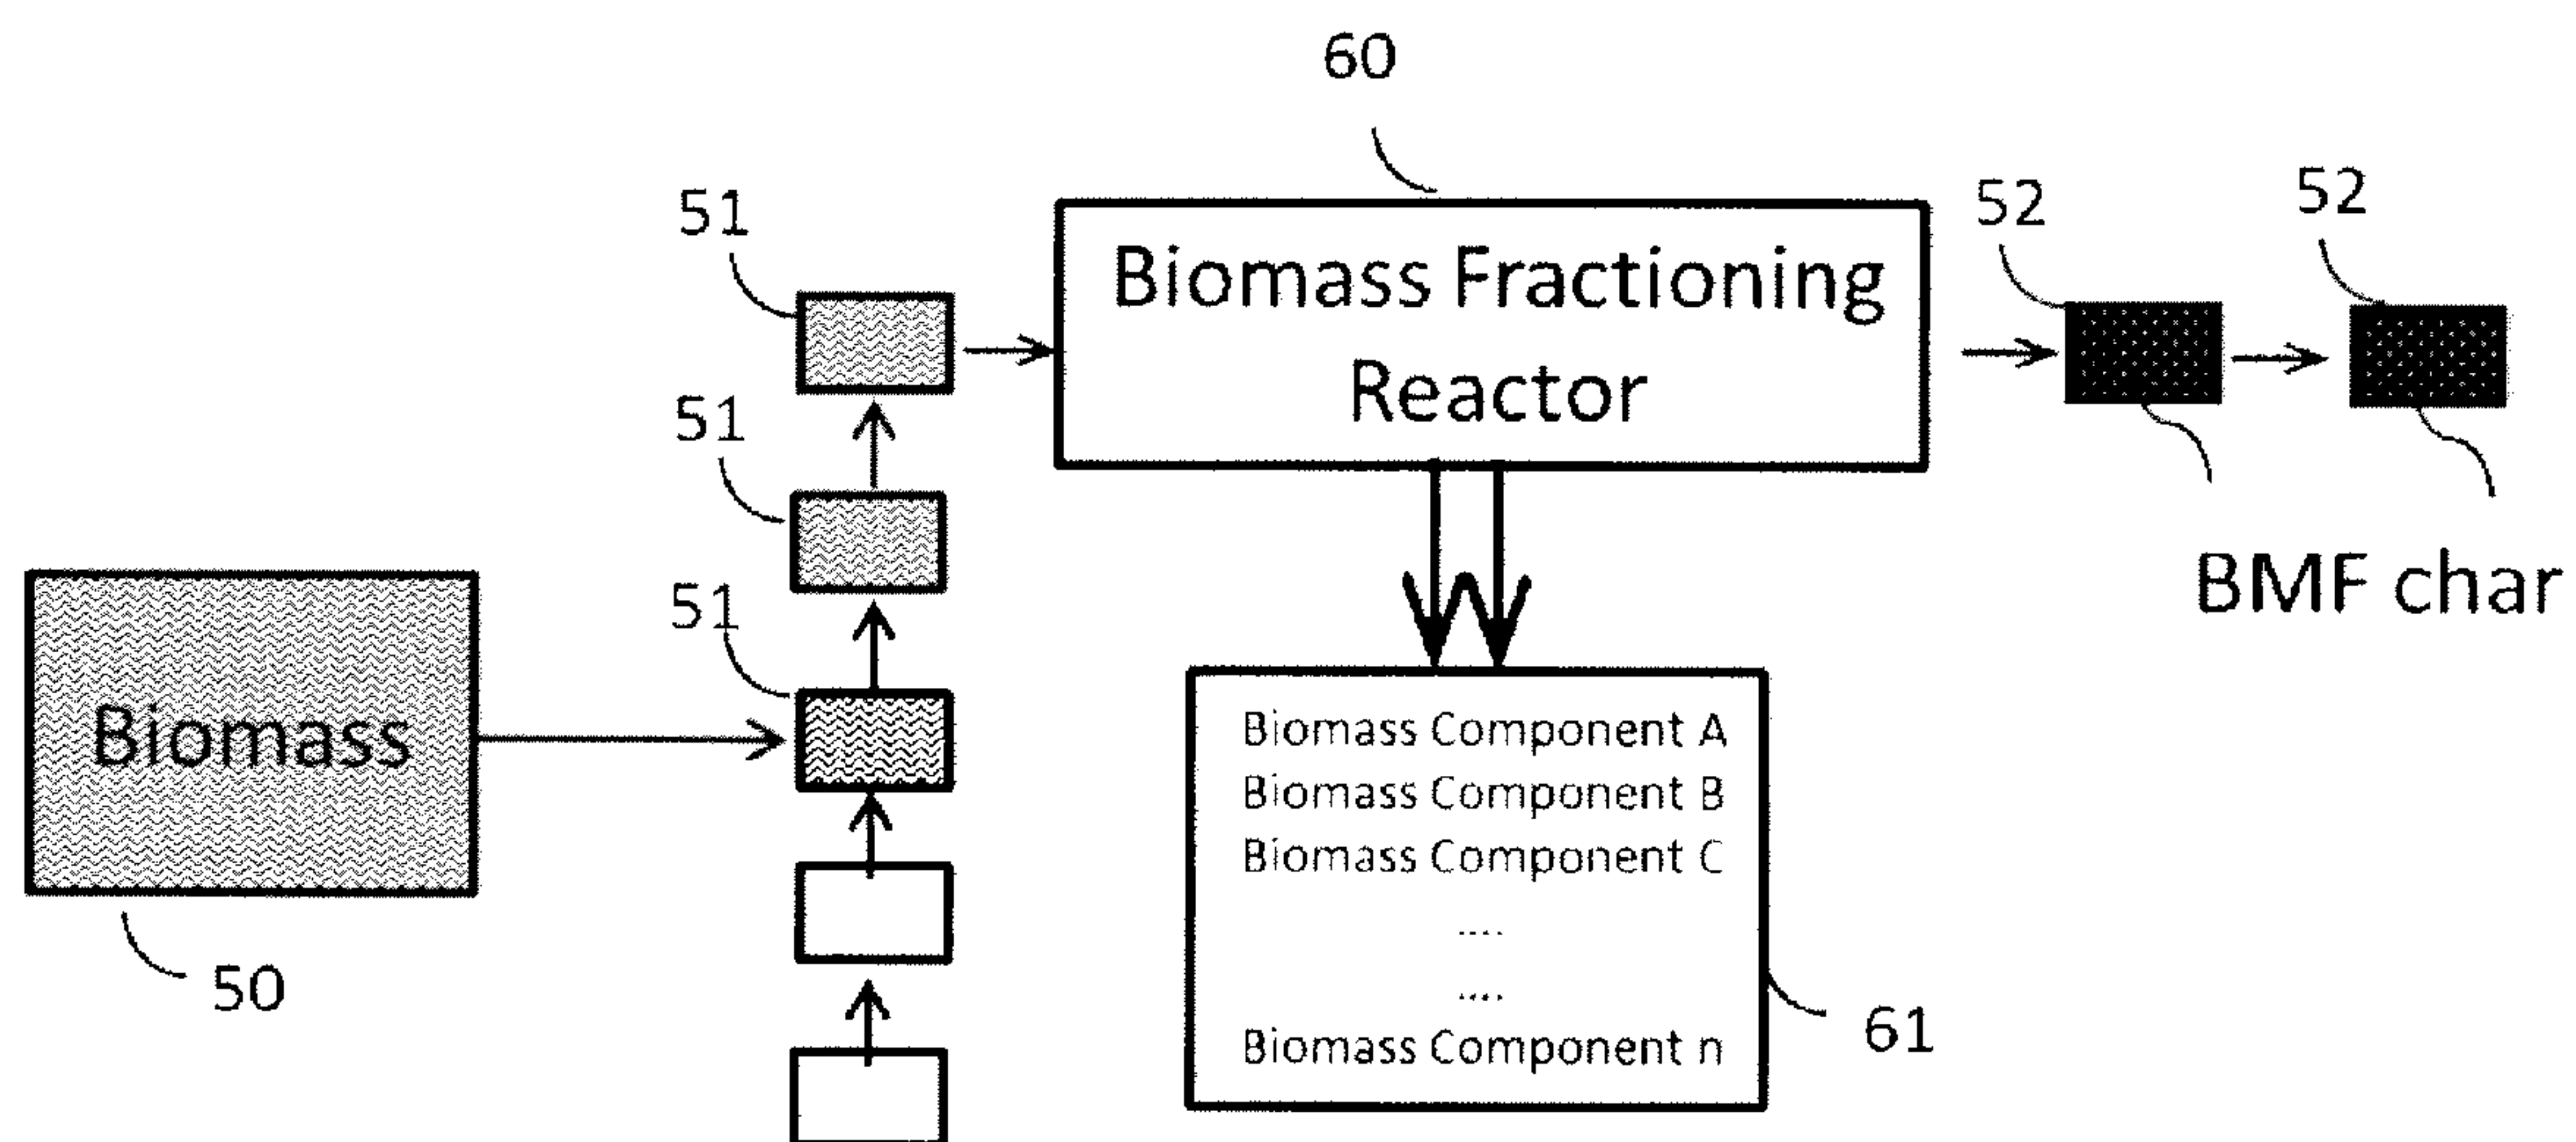 60
51
52
52
Biomass Fractioning
Reactor
51
BMF char
51
Biomass
Biomass Component A
Biomass Component B
Biomass Component C
....
....
Biomass Component n
50
61